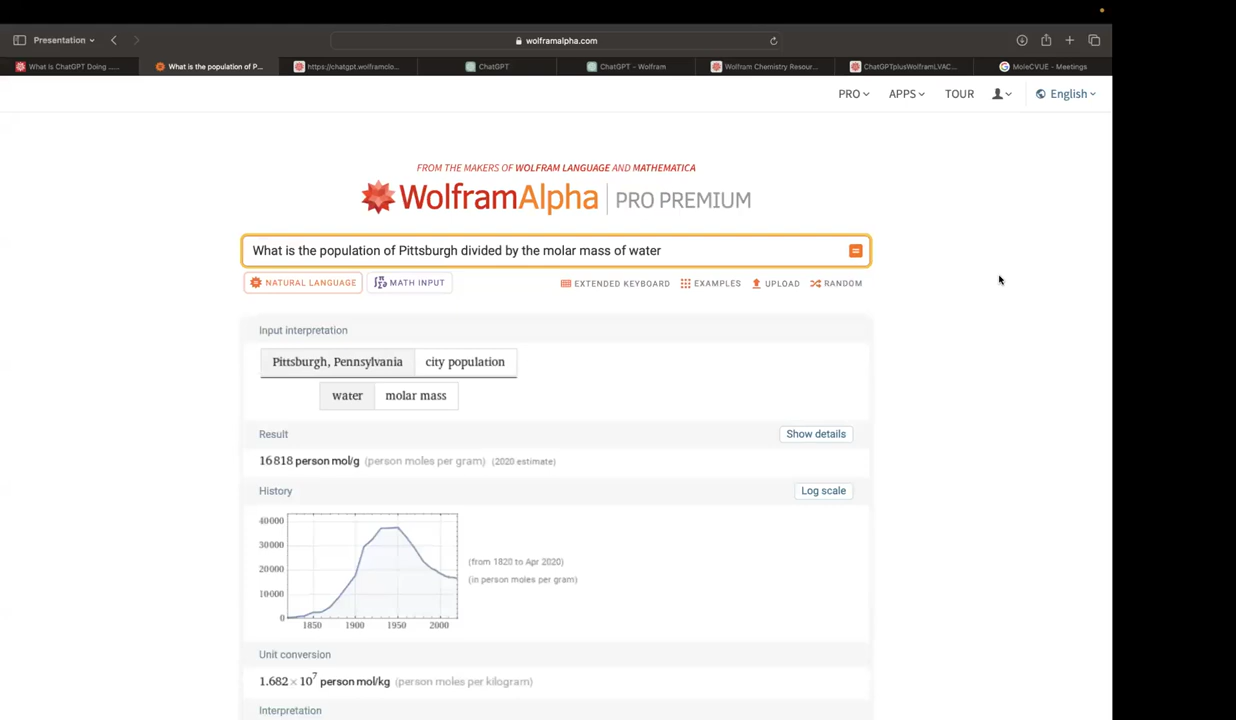 Presentation
wolframalpha.com
What Is ChatGPT Doing ...…
What is the population of P...
https://chatgpt.wolframclo...
ChatGPT
ChatGPT - Wolfram
Wolfram Chemistry Resour...
ChatGPTplusWolframLVAC...
MoleCVUE - Meetings
PRO
APPS
TOUR
English
FROM THE MAKERS OF WOLFRAM LANGUAGE AND MATHEMATICA
WolframAlpha PRO PREMIUM
What is the population of Pittsburgh divided by the molar mass of water
NATURAL LANGUAGE
MATH INPUT
EXTENDED KEYBOARD
EXAMPLES
UPLOAD
RANDOM
Input interpretation
Pittsburgh, Pennsylvania city population
water molar mass
Result
Show details
16818 person mol/g (person moles per gram) (2020 estimate)
History
Log scale
40000
30000
20000
10000
0
1850 1900 1950 2000
(from 1820 to Apr 2020)
(in person moles per gram)
Unit conversion
1.682 × 10⁷ person mol/kg (person moles per kilogram)
Interpretation